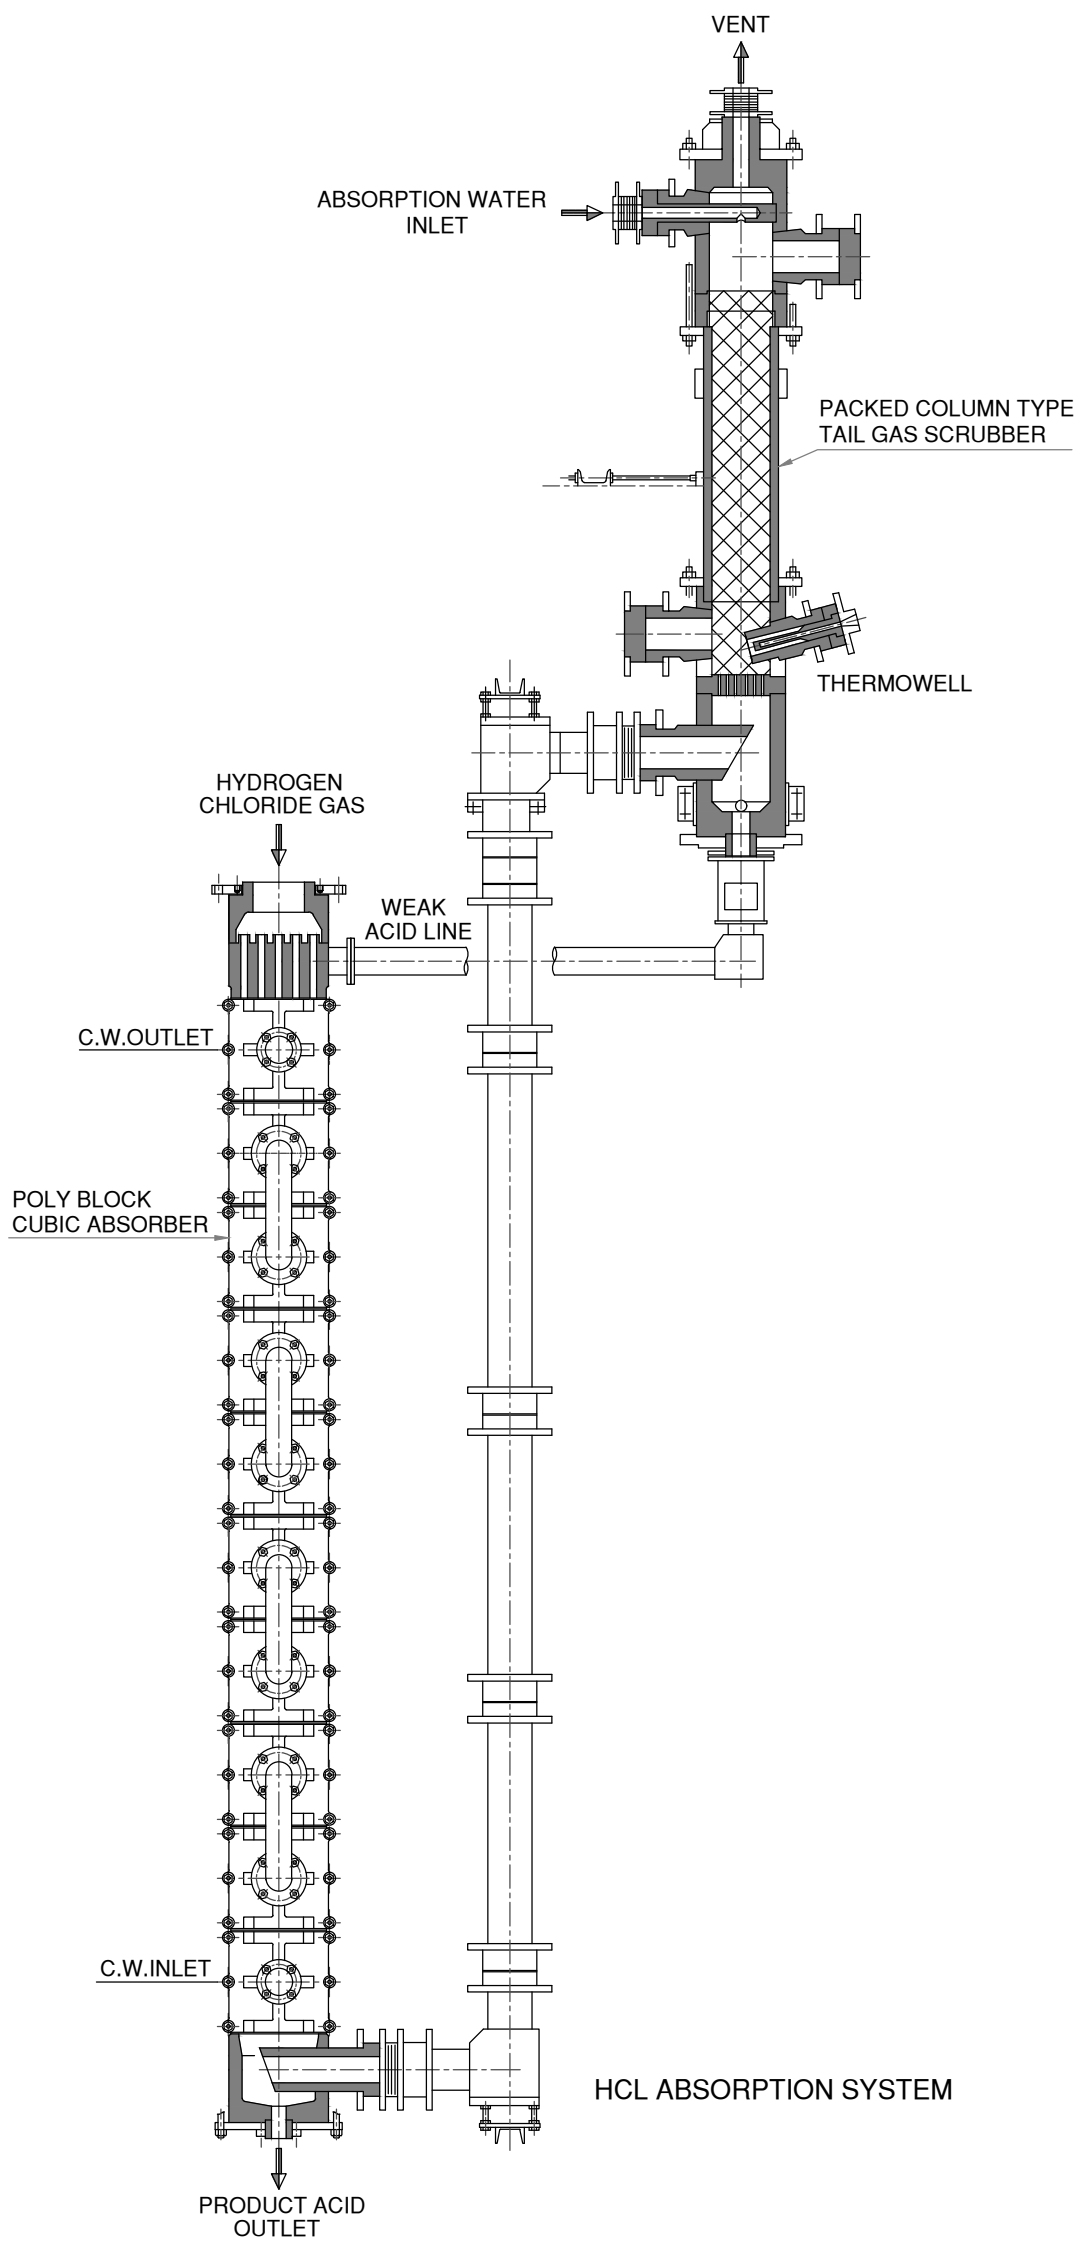 VENT
ABSORPTION WATER
INLET
PACKED COLUMN TYPE
TAIL GAS SCRUBBER
THERMOWELL
HYDROGEN
CHLORIDE GAS
WEAK
ACID LINE
C.W.OUTLET
POLY BLOCK
CUBIC ABSORBER
C.W.INLET
HCL ABSORPTION SYSTEM
PRODUCT ACID
OUTLET